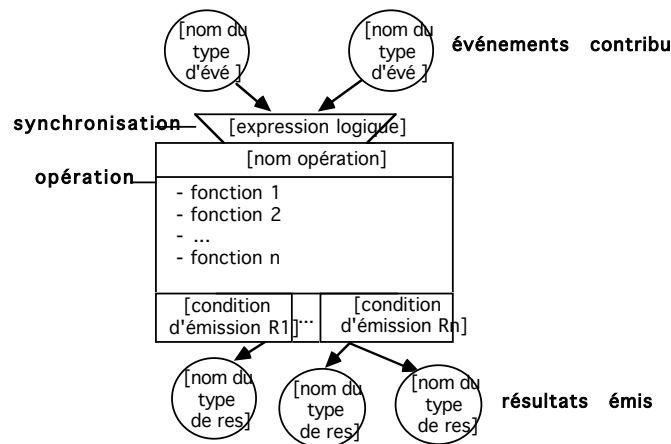 [nom du
type
d'évé ]
[nom du
type
d'évé ]
événements contribu
synchronisation
[expression logique]
[nom opération]
opération
- fonction 1
- fonction 2
- ...
- fonction n
[condition
d'émission R1]
...
[condition
d'émission Rn]
[nom du
type
de res]
[nom du
type
de res]
[nom du
type
de res]
résultats émis